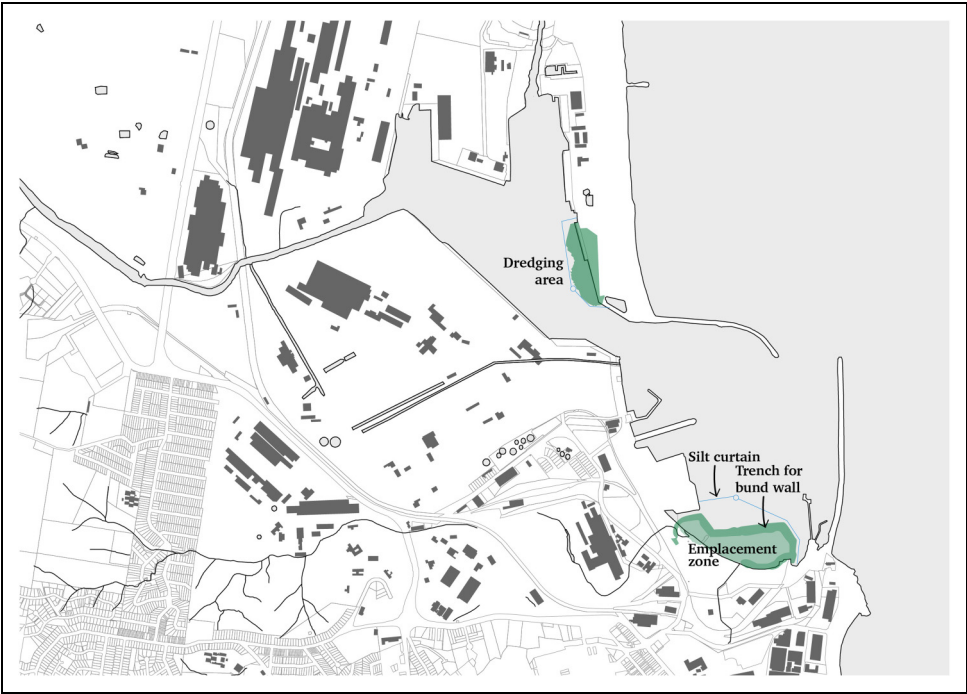 Dredging
area
Silt curtain
Trench for
bund wall
Emplacement
zone